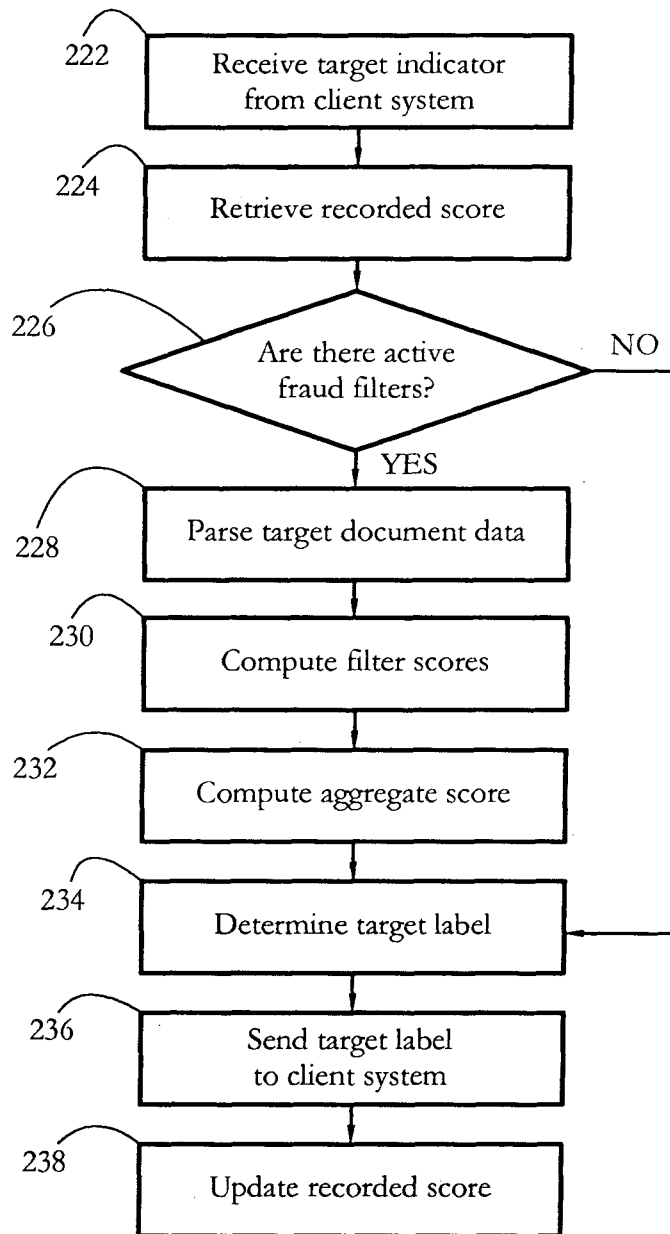 222
Receive target indicator
from client system
224
Retrieve recorded score
226
Are there active
fraud filters?
NO
YES
228
Parse target document data
230
Compute filter scores
232
Compute aggregate score
234
Determine target label
236
Send target label
to client system
238
Update recorded score